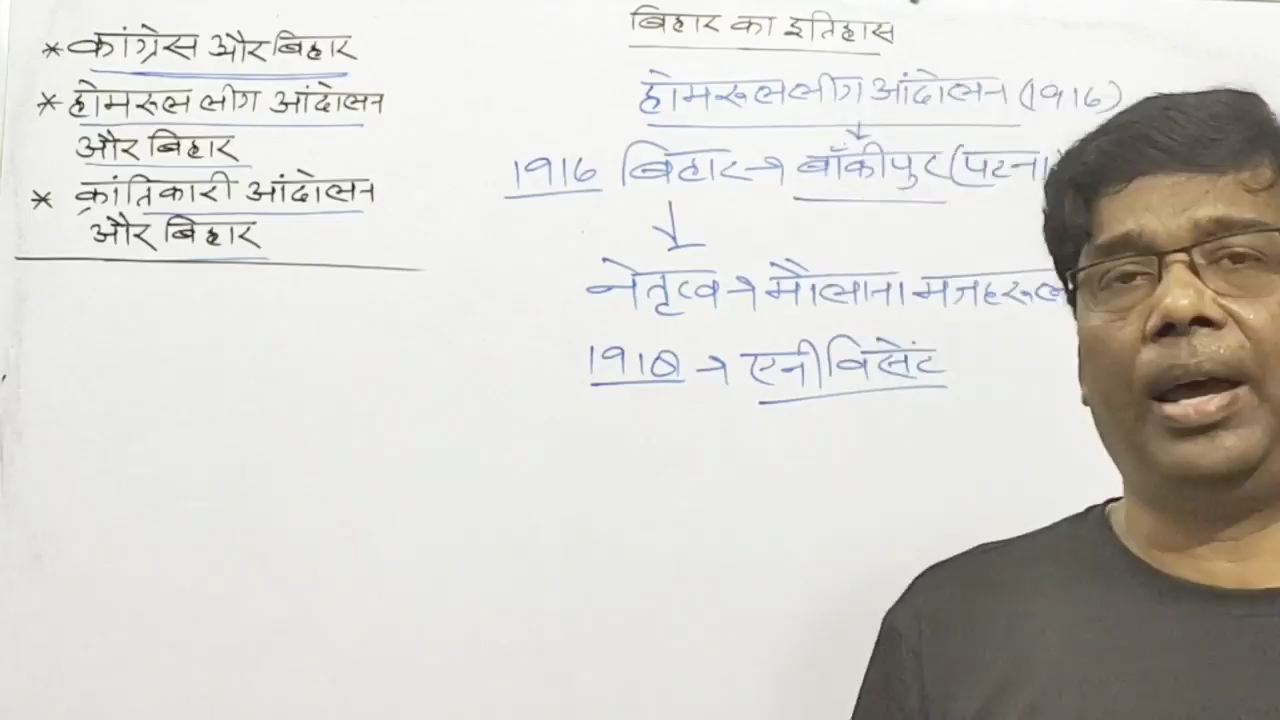 * कांग्रेस और बिहार
* होमरुल लीग आंदोलन
और बिहार
* क्रांतिकारी आंदोलन
और बिहार
बिहार का इतिहास
होमरुल लीग आंदोलन (1916)
1916 बिहार → बाँकीपुर (पटना
नेतृत्व → मौलाना मजहरूल
1918 → एनी बिसेंट